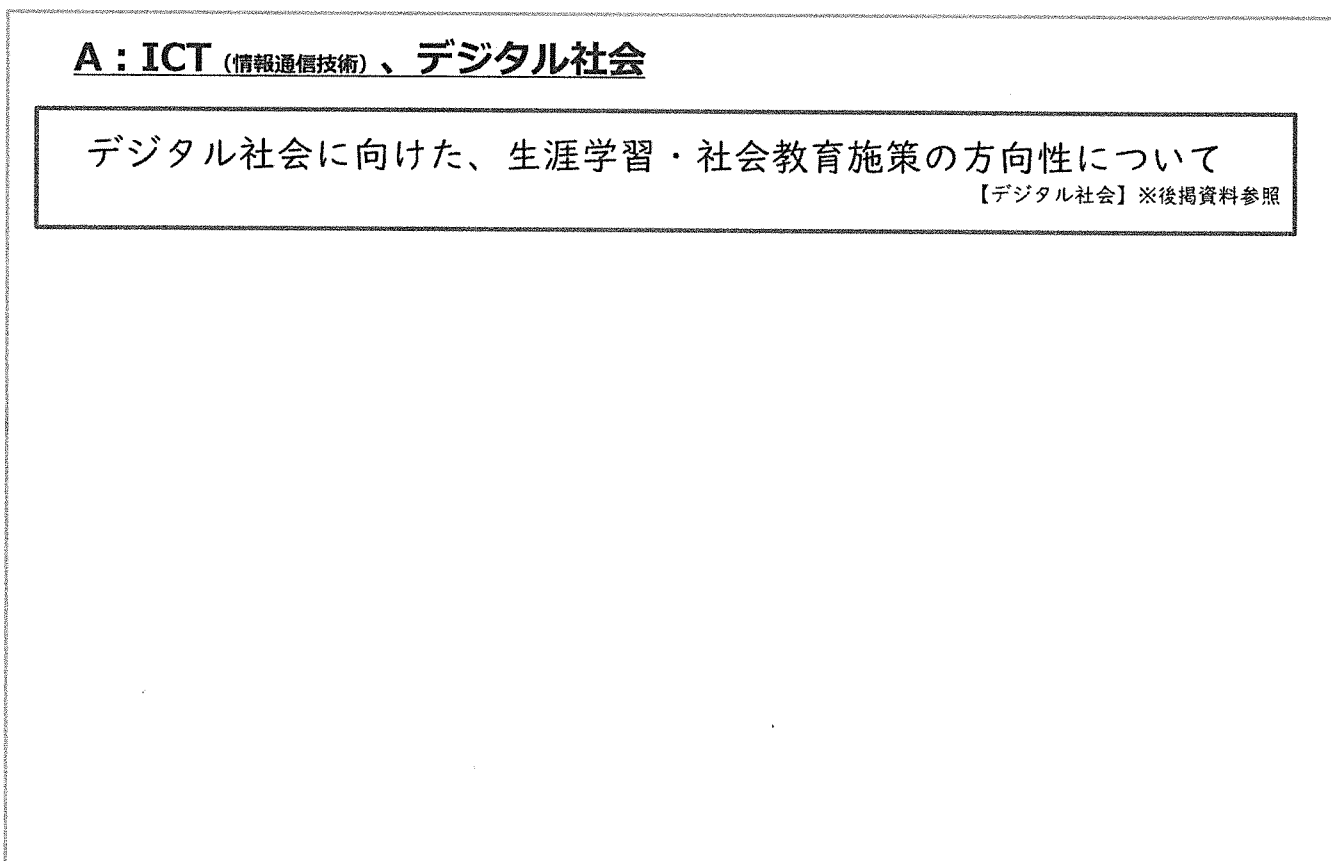 A：ICT（情報通信技術）、デジタル社会
デジタル社会に向けた、生涯学習・社会教育施策の方向性について
【デジタル社会】※後掲資料参照